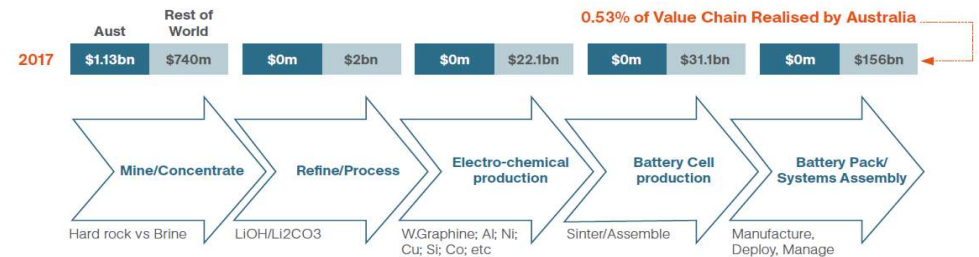 0.53% of Value Chain Realised by Australia
Aust
Rest of
World
2017
$1.13bn $740m $0m $2bn $0m $22.1bn $0m $31.1bn $0m $156bn
Mine/Concentrate
Refine/Process
Electro-chemical
production
Battery Cell
production
Battery Pack/
Systems Assembly
Hard rock vs Brine
LiOH/Li2CO3
W.Graphine; Al; Ni;
Cu; Si; Co; etc
Sinter/Assemble
Manufacture,
Deploy, Manage